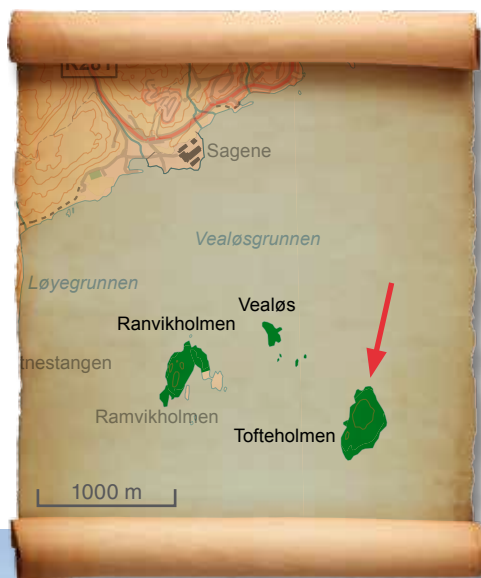 Sagene
Vealøsgrunnen
Løyegrunnen
Vealøs
Ranvikholmen
tnestangen
Ramvikholmen
Tofteholmen
1000 m